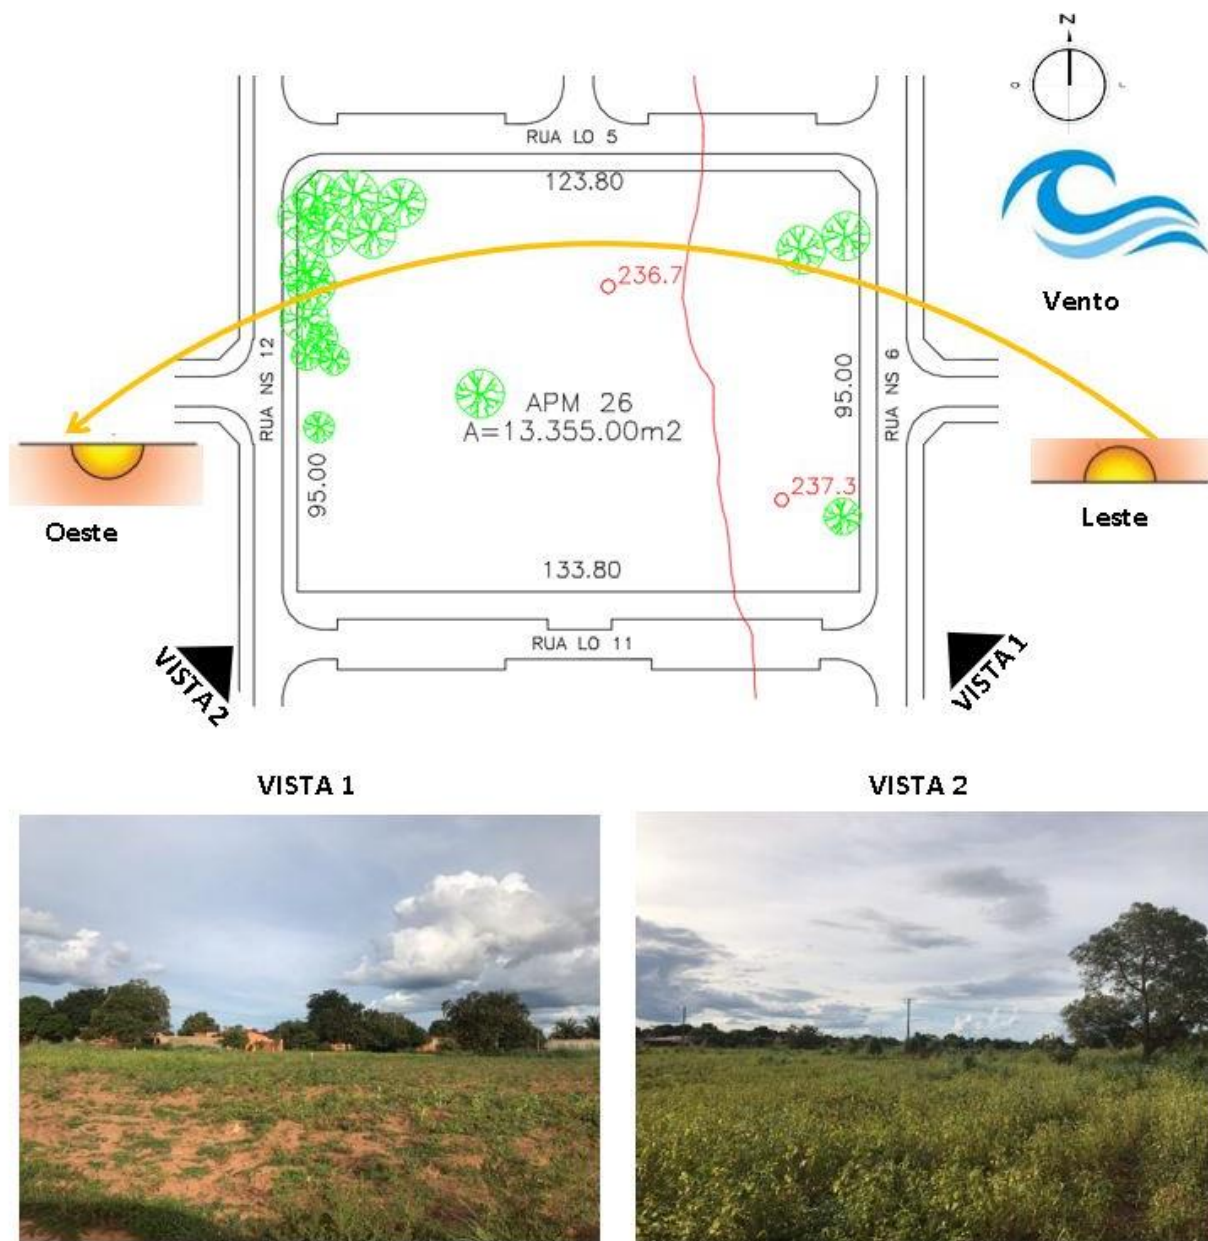 N
RUA LO 5
123.80
236.7
Vento
RUA NS 12
95.00
RUA NS 6
APM 26
A=13.355.00m2
95.00
237.3
Oeste
Leste
133.80
RUA LO 11
VISTA 2
VISTA 1
VISTA 1
VISTA 2